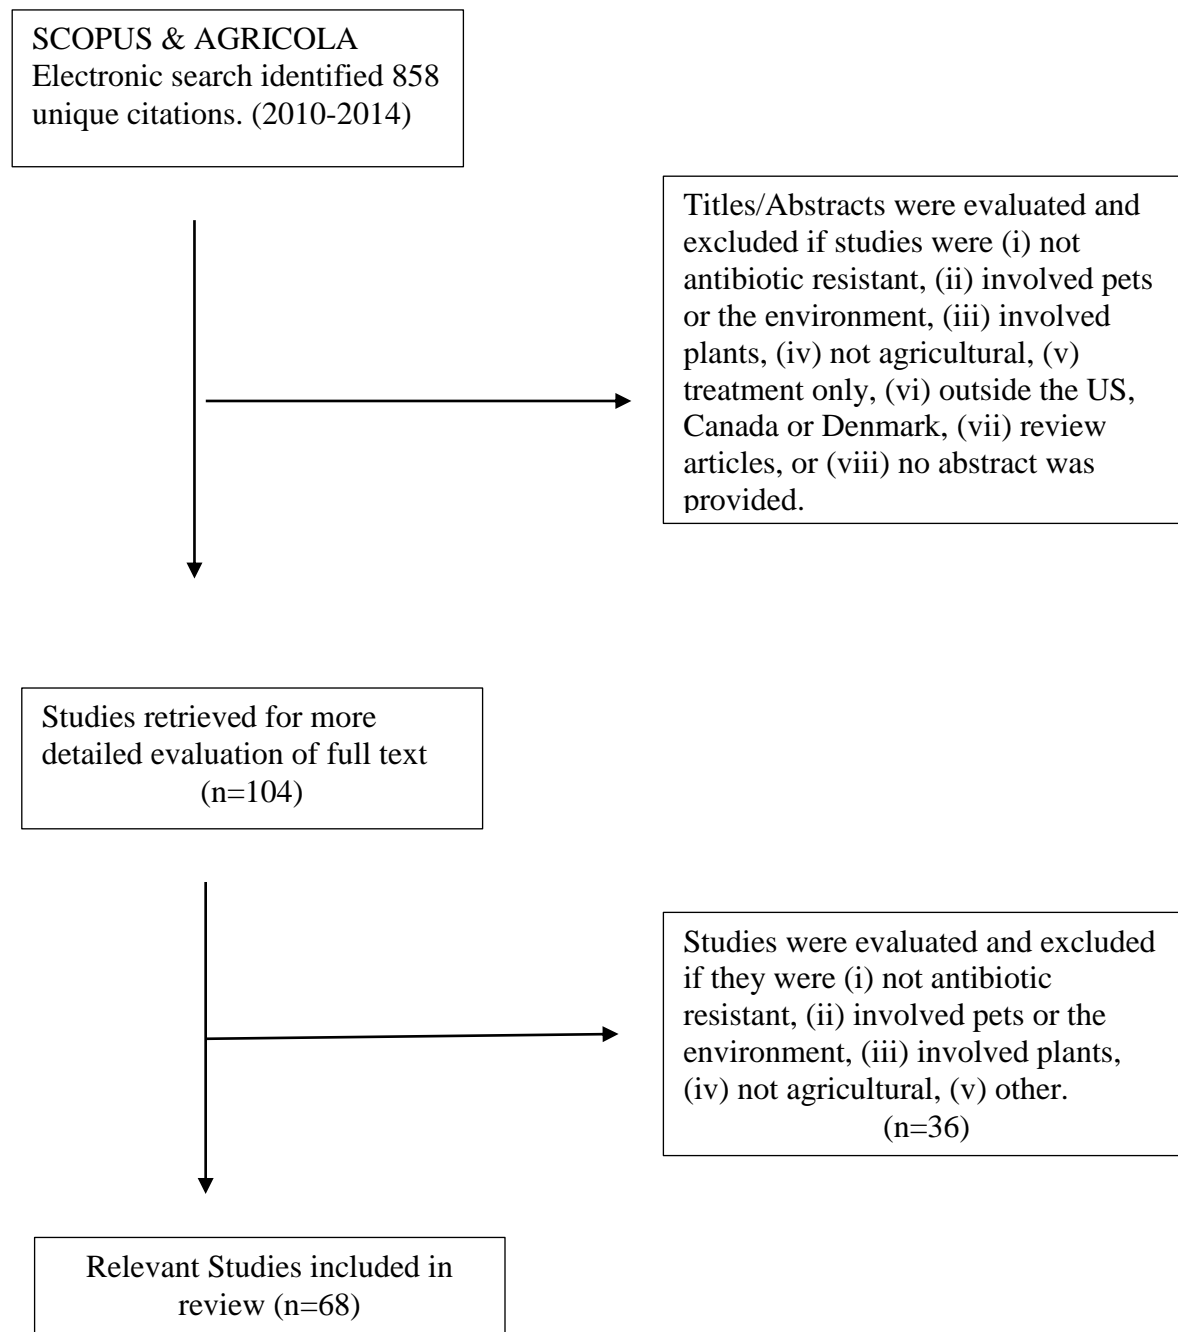 SCOPUS & AGRICOLA
Electronic search identified 858
unique citations. (2010-2014)
Titles/Abstracts were evaluated and
excluded if studies were (i) not
antibiotic resistant, (ii) involved pets
or the environment, (iii) involved
plants, (iv) not agricultural, (v)
treatment only, (vi) outside the US,
Canada or Denmark, (vii) review
articles, or (viii) no abstract was
provided.
Studies retrieved for more
detailed evaluation of full text
(n=104)
Studies were evaluated and excluded
if they were (i) not antibiotic
resistant, (ii) involved pets or the
environment, (iii) involved plants,
(iv) not agricultural, (v) other.
(n=36)
Relevant Studies included in
review (n=68)